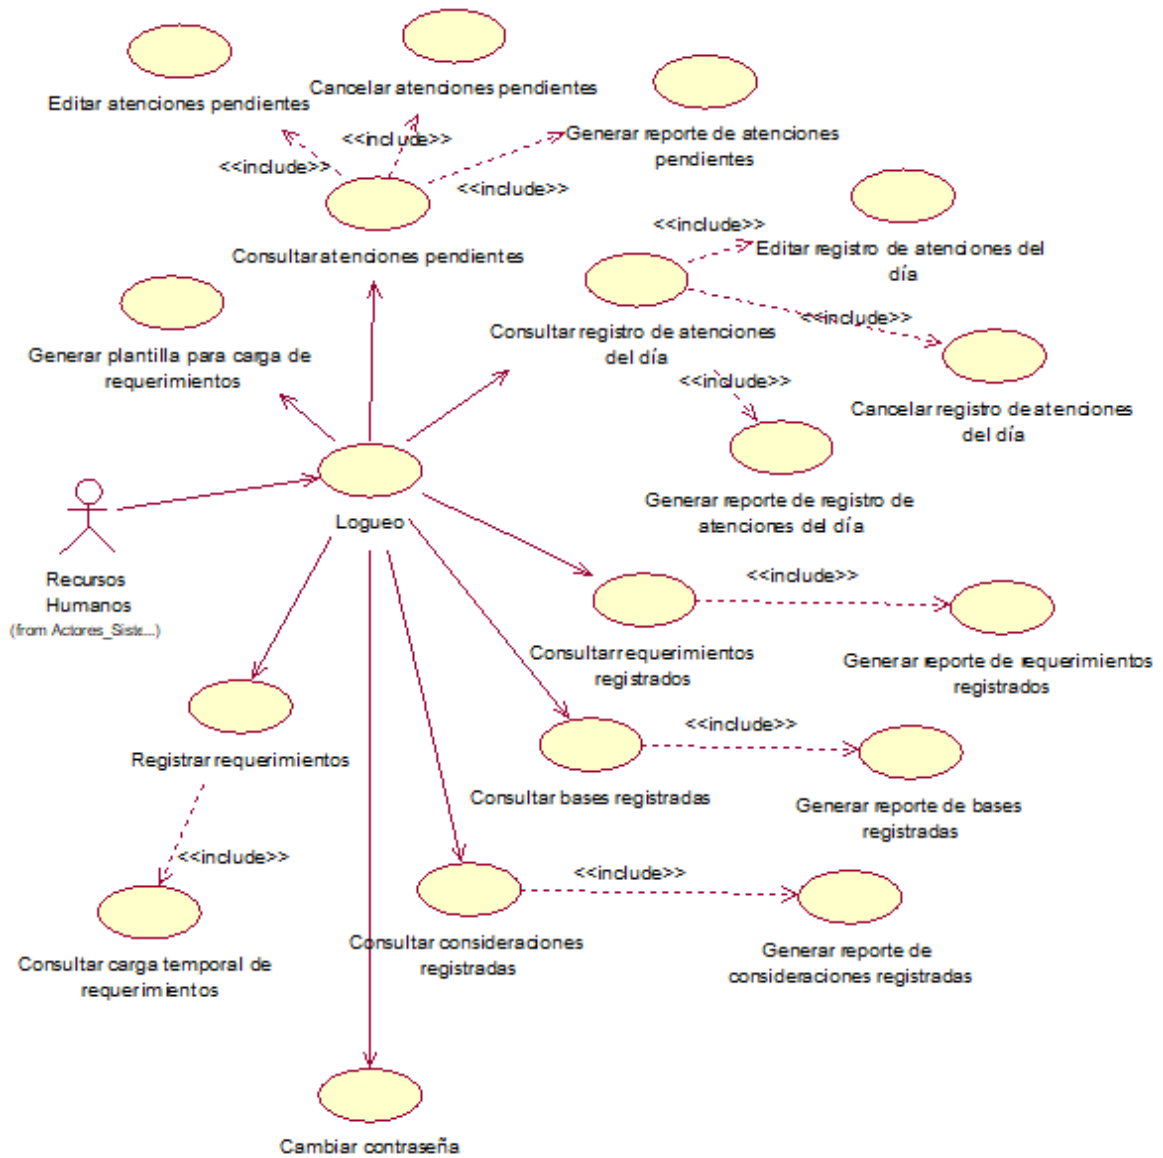 Cancelar atenciones pendientes
Editar atenciones pendientes
Generar reporte de atenciones
pendientes
<<include>>
<<include>>
<<include>>
Consultar atenciones pendientes
<<include>>
Editar registro de atenciones del
día
Consultar registro de atenciones
del día
<<include>>
Generar plantilla para carga de
requerimientos
<<include>>
Cancelar registro de atenciones
del día
Generar reporte de registro de
atenciones del día
Logueo
Recursos
Humanos
(from Actores_Siste...)
<<include>>
Consultar requerimientos
registrados
Generar reporte de requerimientos
registrados
Registrar requerimientos
<<include>>
Consultar bases registradas
Generar reporte de bases
registradas
<<include>>
<<include>>
Consultar consideraciones
registradas
Generar reporte de
consideraciones registradas
Consultar carga temporal de
requerimientos
Cambiar contraseña